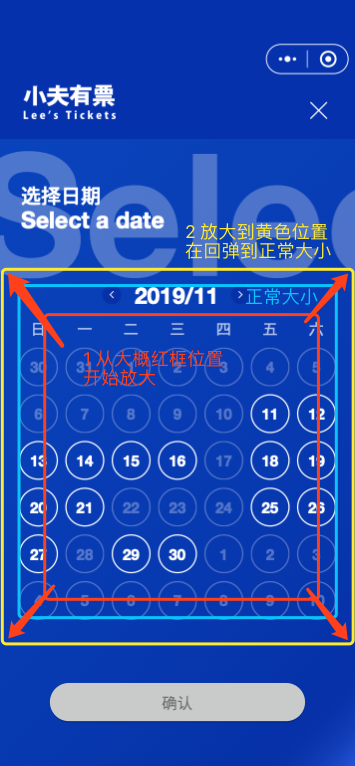 小夫有票
Lee's Tickets
Selec
选择日期
Select a date
2 放大到黄色位置
在回弹到正常大小
< 2019/11 > 正常大小
日 一 二 三 四 五 六
1 从大概红框位置
开始放大
30 31 1 2 3 4 5
6 7 8 9 10 11 12
13 14 15 16 17 18 19
20 21 22 23 24 25 26
27 28 29 30 1 2 3
4 5 6 7 8 9 10
确认